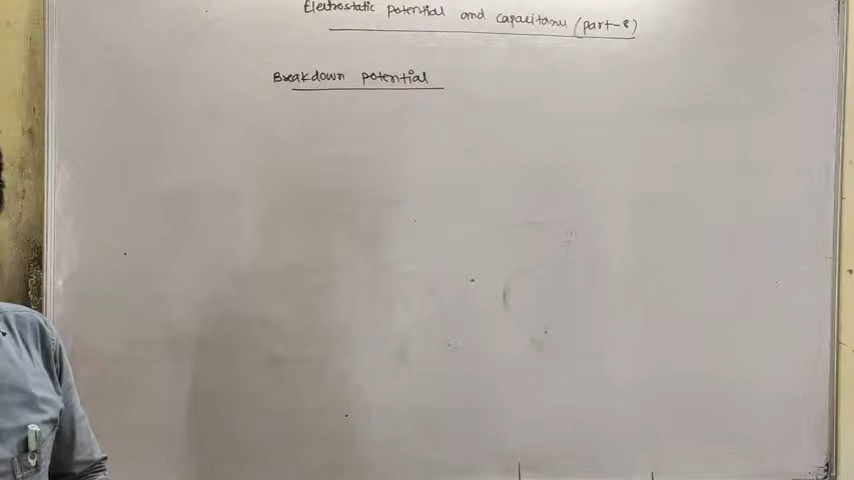 Electrostatic potential and capacitance (part-8)
Breakdown potential